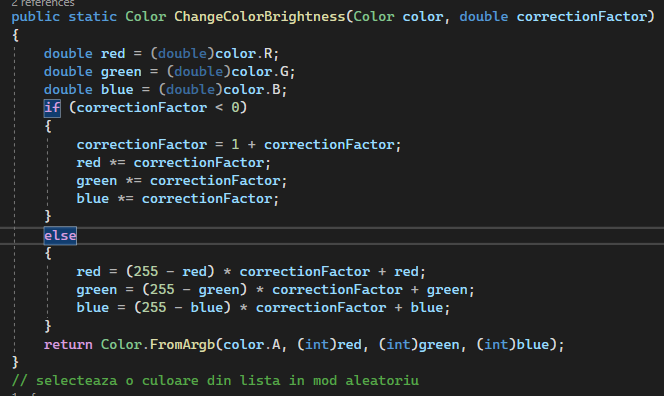 2 references
public static Color ChangeColorBrightness(Color color, double correctionFactor)
{
    double red = (double)color.R;
    double green = (double)color.G;
    double blue = (double)color.B;
    if (correctionFactor < 0)
    {
        correctionFactor = 1 + correctionFactor;
        red *= correctionFactor;
        green *= correctionFactor;
        blue *= correctionFactor;
    }
    else
    {
        red = (255 - red) * correctionFactor + red;
        green = (255 - green) * correctionFactor + green;
        blue = (255 - blue) * correctionFactor + blue;
    }
    return Color.FromArgb(color.A, (int)red, (int)green, (int)blue);
}
// selecteaza o culoare din lista in mod aleatoriu